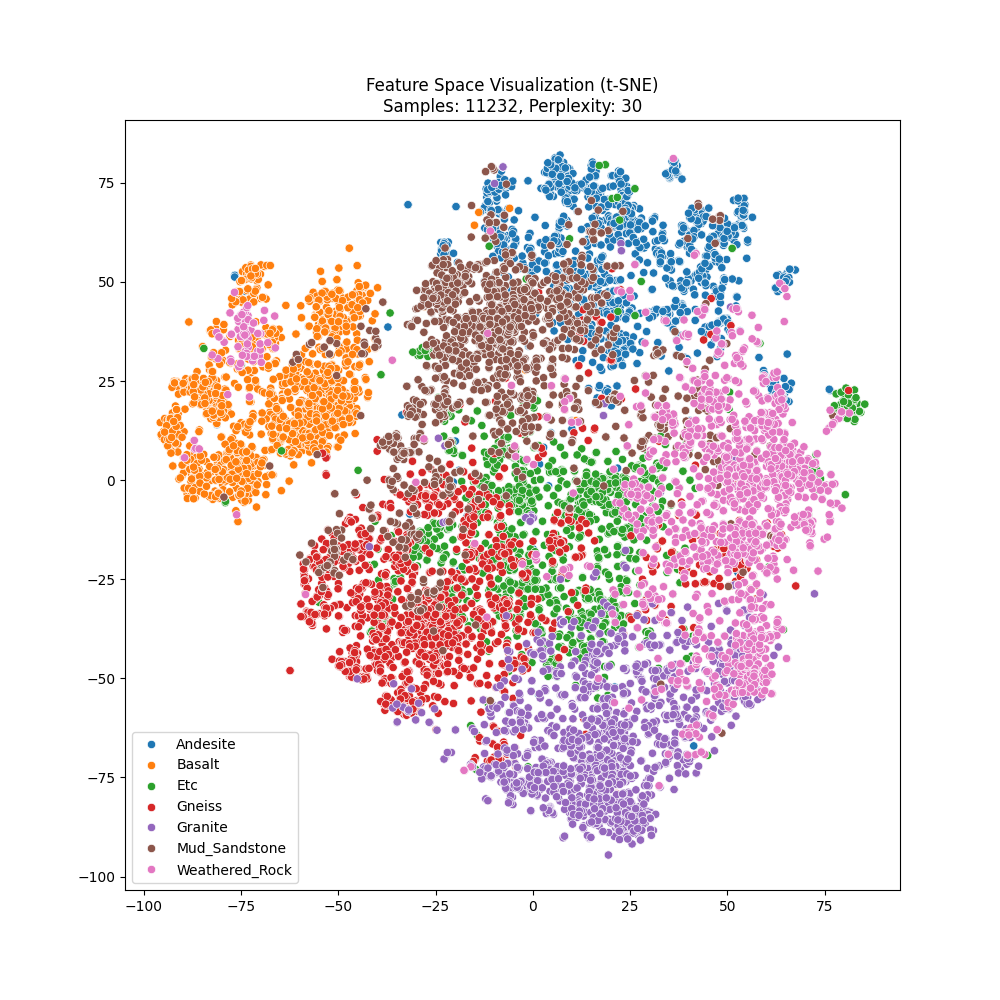 Feature Space Visualization (t-SNE)
Samples: 11232, Perplexity: 30
75
50
25
0
−25
−50
−75
−100
Andesite
Basalt
Etc
Gneiss
Granite
Mud_Sandstone
Weathered_Rock
−100 −75 −50 −25 0 25 50 75